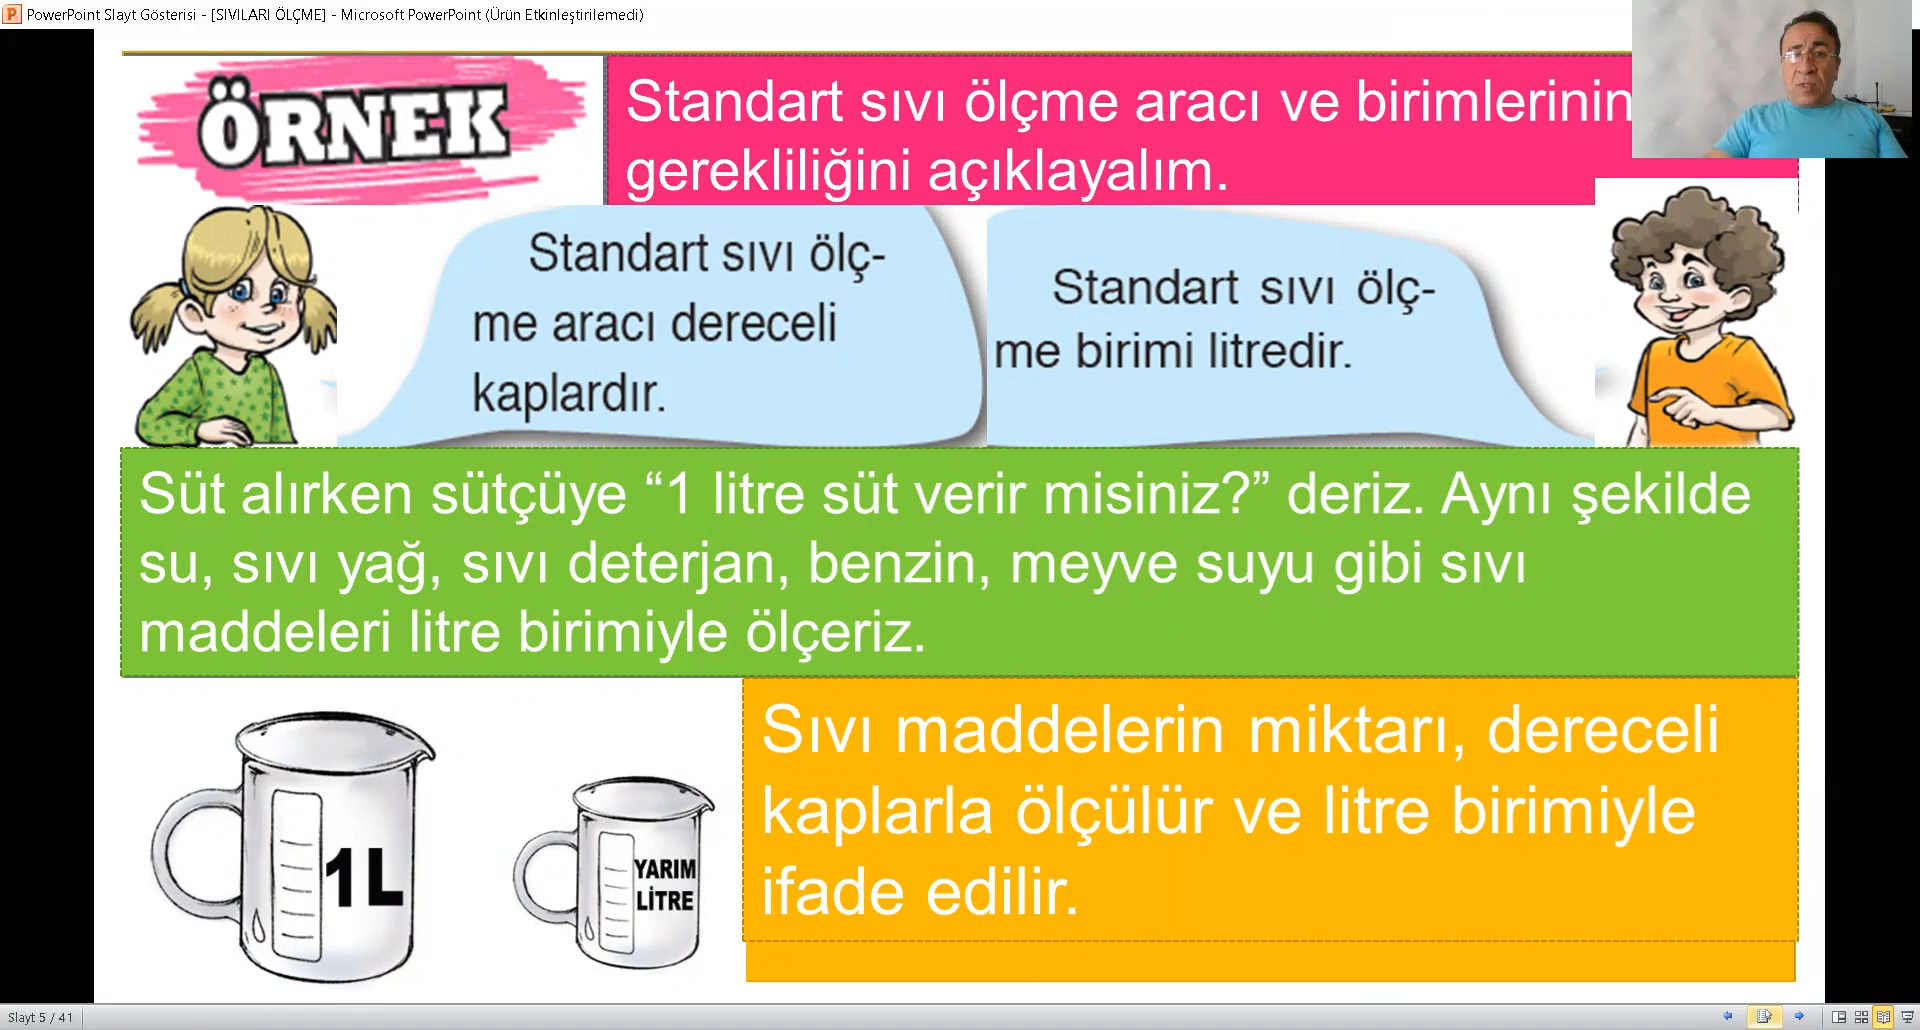 PowerPoint Slayt Gösterisi - [SIVILARI ÖLÇME] - Microsoft PowerPoint (Ürün Etkinleştirilemedi)
ÖRNEK
Standart sıvı ölçme aracı ve birimlerinin
gerekliliğini açıklayalım.
Standart sıvı ölç-
me aracı dereceli
kaplardır.
Standart sıvı ölç-
me birimi litredir.
Süt alırken sütçüye “1 litre süt verir misiniz?” deriz. Aynı şekilde
su, sıvı yağ, sıvı deterjan, benzin, meyve suyu gibi sıvı
maddeleri litre birimiyle ölçeriz.
1L
YARIM
LİTRE
Sıvı maddelerin miktarı, dereceli
kaplarla ölçülür ve litre birimiyle
ifade edilir.
Slayt 5 / 41